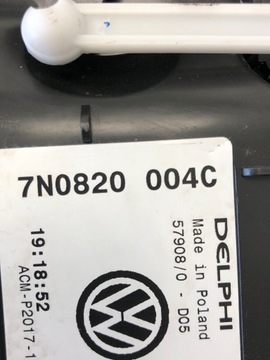 7N0820 004C
DELPHI
Made in Poland
57908/0 - D05
19:18:52
ACM-P2017-1